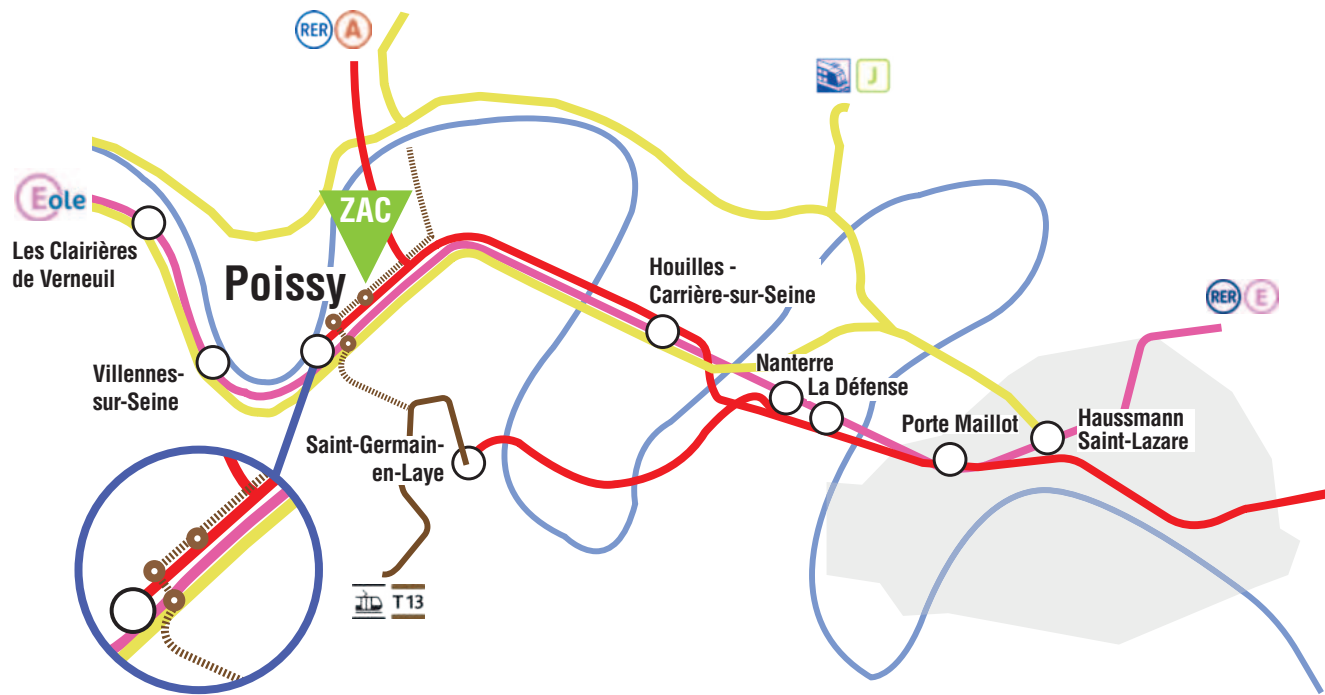 RER A
J
Eole
ZAC
Les Clairières
de Verneuil
Poissy
Houilles -
Carrière-sur-Seine
RER E
Villennes-
sur-Seine
Nanterre
La Défense
Saint-Germain-
en-Laye
Porte Maillot
Haussmann
Saint-Lazare
T 13